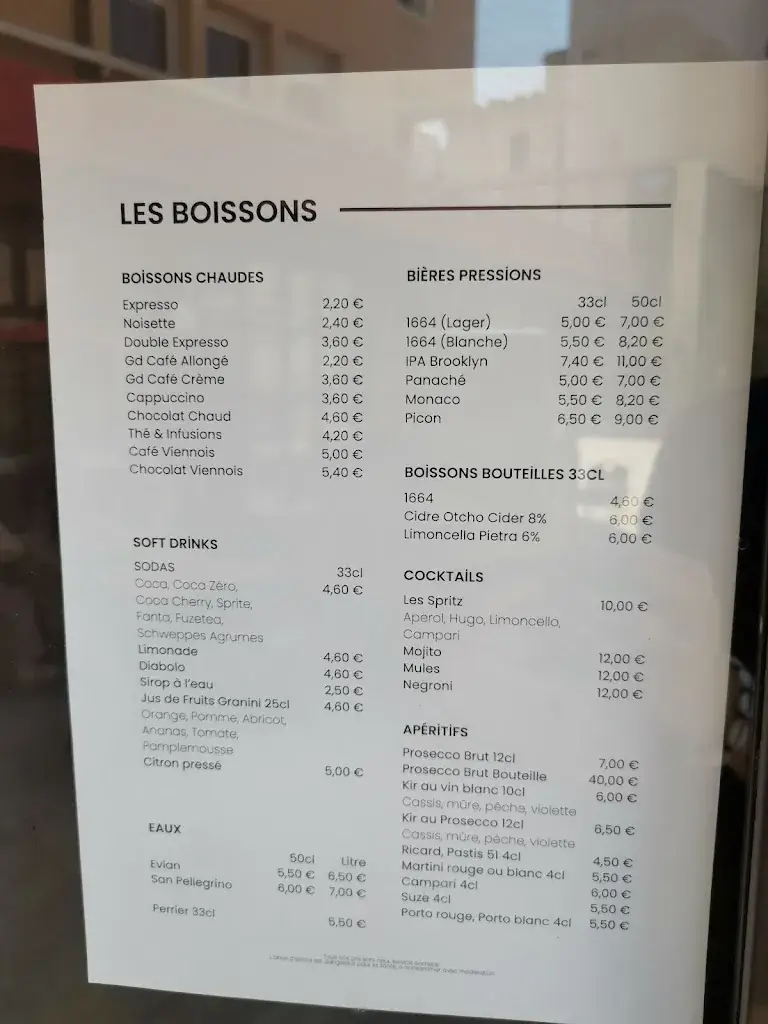 LES BOISSONS
BOISSONS CHAUDES
Expresso 2,20 €
Noisette 2,40 €
Double Expresso 3,60 €
Gd Café Allongé 2,20 €
Gd Café Crème 3,60 €
Cappuccino 3,60 €
Chocolat Chaud 4,60 €
Thé & Infusions 4,20 €
Café Viennois 5,00 €
Chocolat Viennois 5,40 €
SOFT DRINKS
SODAS 33cl
Coca, Coca Zéro, 4,60 €
Coca Cherry, Sprite,
Fanta, Fuzetea,
Schweppes Agrumes
Limonade 4,60 €
Diabolo 4,60 €
Sirop à l'eau 2,50 €
Jus de Fruits Granini 25cl 4,60 €
Orange, Pomme, Abricot,
Ananas, Tomate,
Pamplemousse
Citron pressé 5,00 €
EAUX
50cl Litre
Evian 5,50 € 6,50 €
San Pellegrino 6,00 € 7,00 €
Perrier 33cl 5,50 €
BIÈRES PRESSIONS
33cl 50cl
1664 (Lager) 5,00 € 7,00 €
1664 (Blanche) 5,50 € 8,20 €
IPA Brooklyn 7,40 € 11,00 €
Panaché 5,00 € 7,00 €
Monaco 5,50 € 8,20 €
Picon 6,50 € 9,00 €
BOISSONS BOUTEILLES 33CL
1664 4,60 €
Cidre Otcho Cider 8% 6,00 €
Limoncella Pietra 6% 6,00 €
COCKTAILS
Les Spritz 10,00 €
Aperol, Hugo, Limoncello,
Campari
Mojito 12,00 €
Mules 12,00 €
Negroni 12,00 €
APÉRITIFS
Prosecco Brut 12cl 7,00 €
Prosecco Brut Bouteille 40,00 €
Kir au vin blanc 10cl 6,00 €
Cassis, mûre, pêche, violette
Kir au Prosecco 12cl 6,50 €
Cassis, mûre, pêche, violette
Ricard, Pastis 51 4cl 4,50 €
Martini rouge ou blanc 4cl 5,50 €
Campari 4cl 6,00 €
Suze 4cl 5,50 €
Porto rouge, Porto blanc 4cl 5,50 €